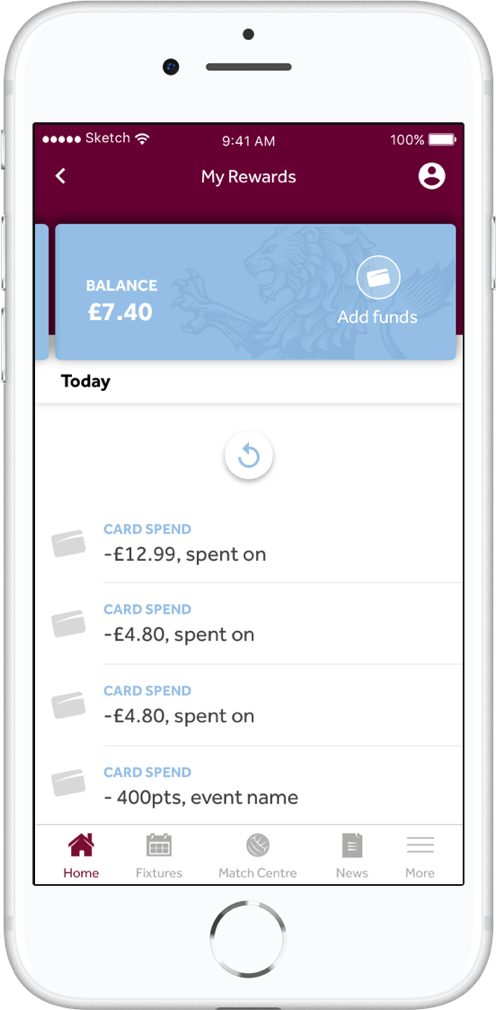 Sketch 9:41 AM 100%
My Rewards
BALANCE
£7.40
Add funds
Today
CARD SPEND
-£12.99, spent on
CARD SPEND
-£4.80, spent on
CARD SPEND
-£4.80, spent on
CARD SPEND
- 400pts, event name
Home Fixtures Match Centre News More